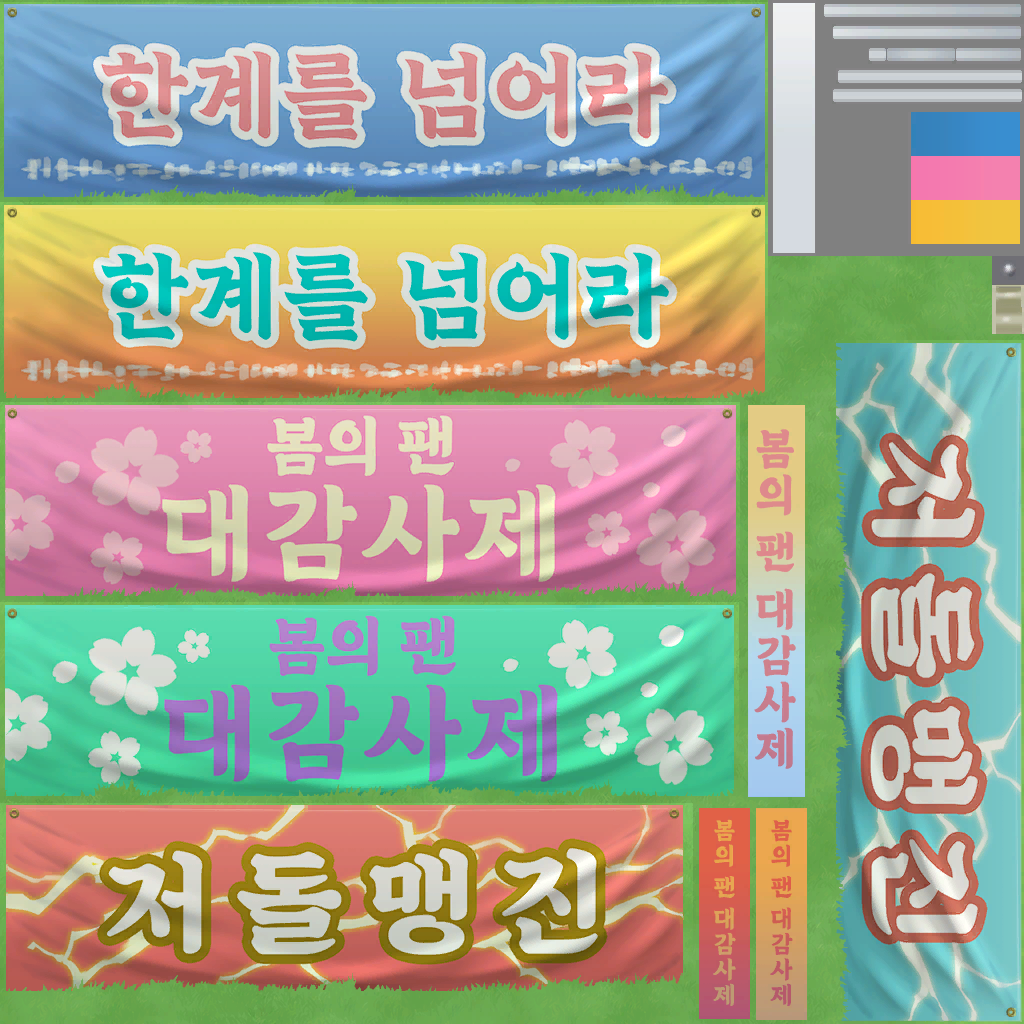 한계를 넘어라
한계를 넘어라
봄의 팬
대감사제
봄의 팬
대감사제
저돌맹진
봄의 팬 대감사제
봄의 팬 대감사제
봄의 팬 대감사제
저돌맹진